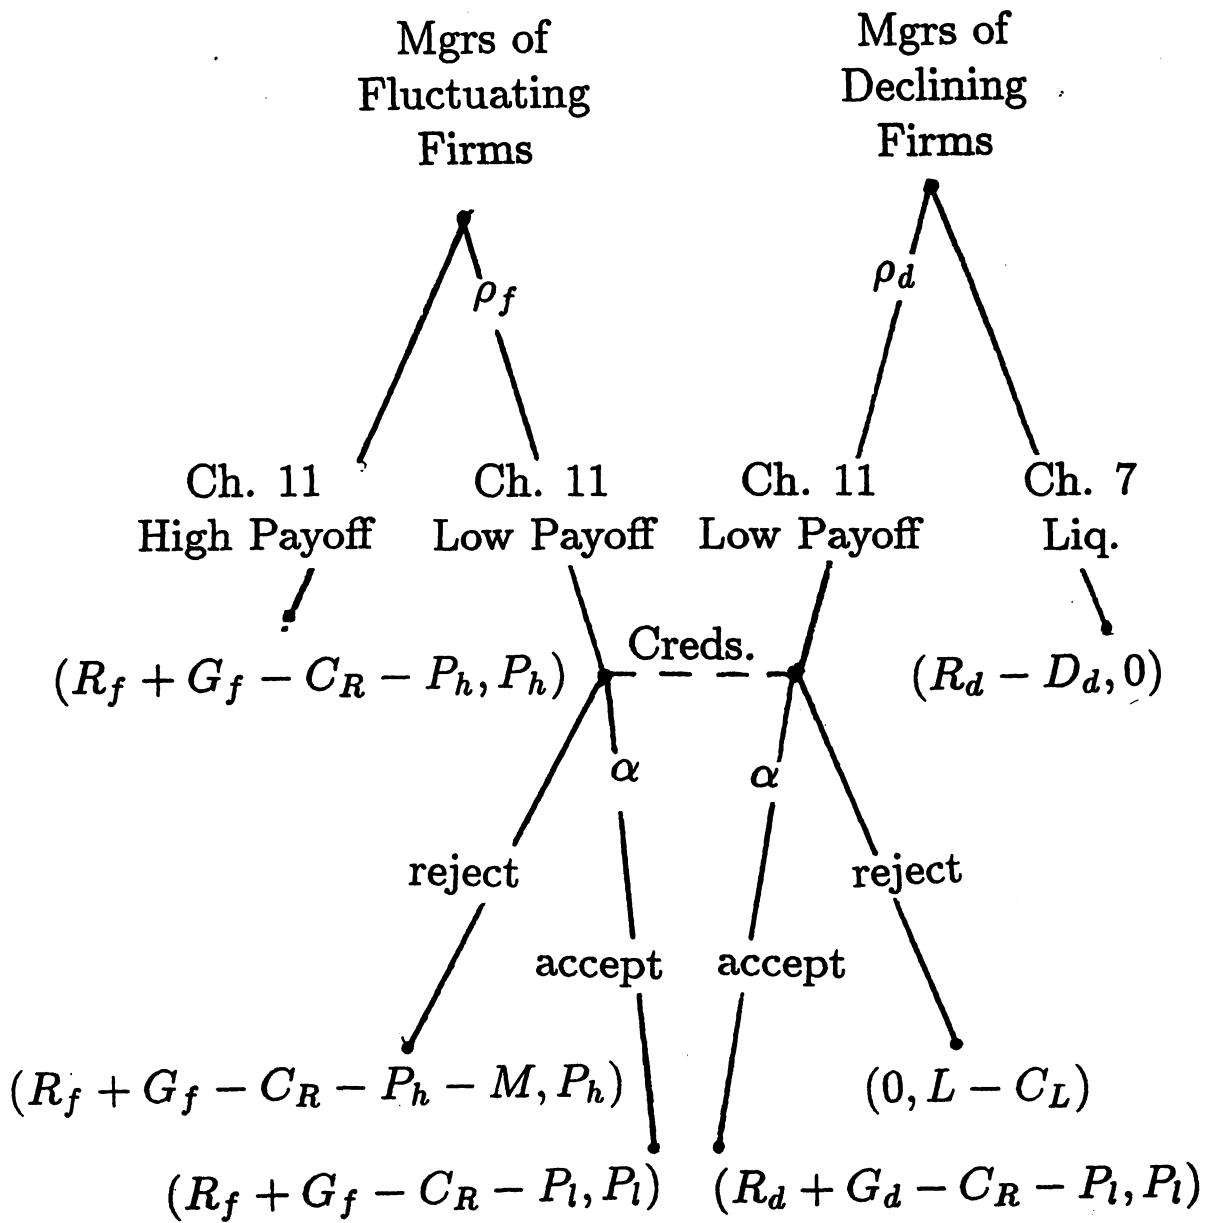 Mgrs of
Fluctuating
Firms
Mgrs of
Declining
Firms
ρ_f
ρ_d
Ch. 11
High Payoff
Ch. 11
Low Payoff
Ch. 11
Low Payoff
Ch. 7
Liq.
Creds.
(R_f + G_f − C_R − P_h, P_h)
(R_d − D_d, 0)
α
α
reject
reject
accept
accept
(R_f + G_f − C_R − P_h − M, P_h)
(0, L − C_L)
(R_f + G_f − C_R − P_l, P_l)
(R_d + G_d − C_R − P_l, P_l)